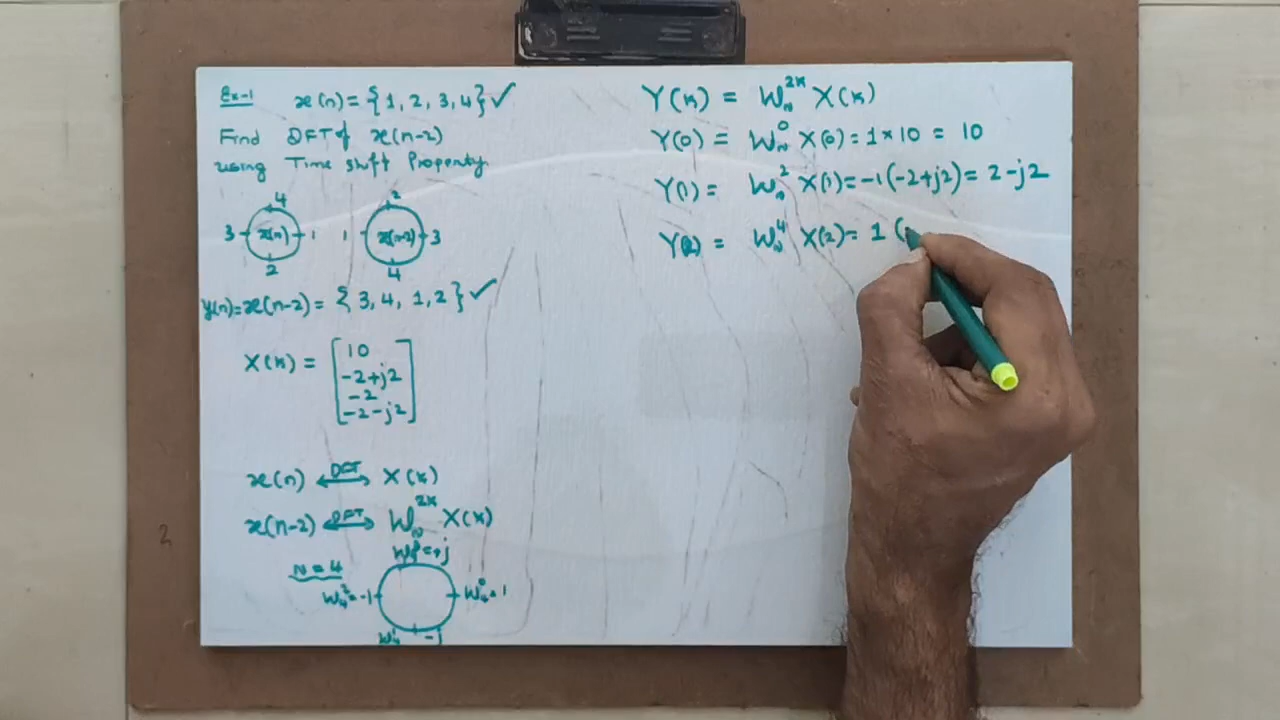 Ex-1 x(n) = {1, 2, 3, 4} ✓
Find DFT of x(n-2)
using Time shift Property
4
3 x(n) 1
2
2
1 x(n-2) 3
4
y(n)=x(n-2) = {3, 4, 1, 2} ✓
X(k) = [10
-2+j2
-2
-2-j2]
x(n) ⟷ DFT X(k)
x(n-2) ⟷ DFT W_N^2k X(k)
N=4
W_4^3=+j
W_4^2=-1
W_4^0=1
W_4^1 -j
Y(k) = W_N^2k X(k)
Y(0) = W_N^0 X(0) = 1×10 = 10
Y(1) = W_N^2 X(1) = -1(-2+j2) = 2-j2
Y(2) = W_N^4 X(2) = 1 (